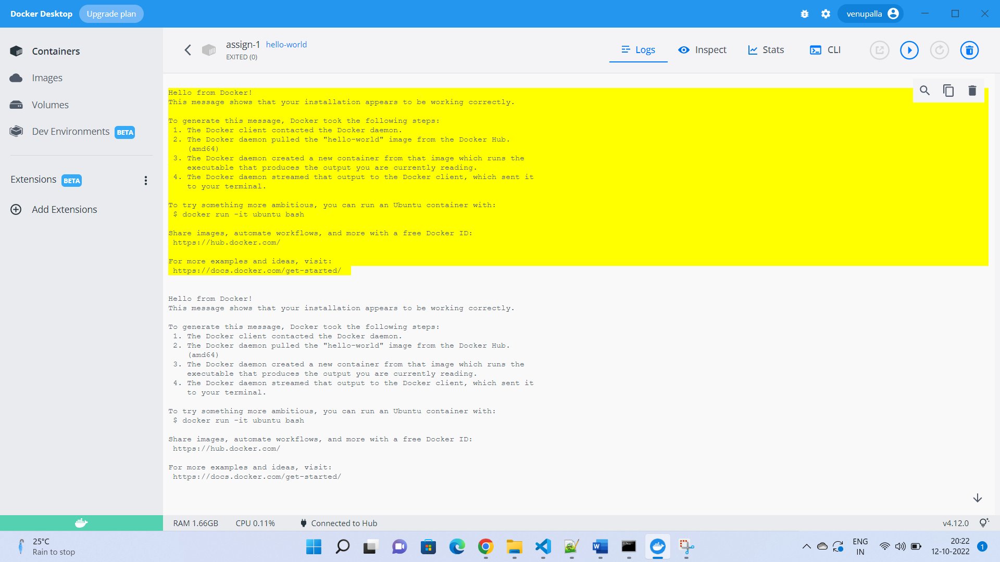 Docker Desktop Upgrade plan venupalla
Containers
Images
Volumes
Dev Environments BETA
Extensions BETA
Add Extensions
assign-1 hello-world
EXITED (0)
Logs Inspect Stats CLI
Hello from Docker!
This message shows that your installation appears to be working correctly.
To generate this message, Docker took the following steps:
1. The Docker client contacted the Docker daemon.
2. The Docker daemon pulled the "hello-world" image from the Docker Hub.
(amd64)
3. The Docker daemon created a new container from that image which runs the
executable that produces the output you are currently reading.
4. The Docker daemon streamed that output to the Docker client, which sent it
to your terminal.
To try something more ambitious, you can run an Ubuntu container with:
$ docker run -it ubuntu bash
Share images, automate workflows, and more with a free Docker ID:
https://hub.docker.com/
For more examples and ideas, visit:
https://docs.docker.com/get-started/
Hello from Docker!
This message shows that your installation appears to be working correctly.
To generate this message, Docker took the following steps:
1. The Docker client contacted the Docker daemon.
2. The Docker daemon pulled the "hello-world" image from the Docker Hub.
(amd64)
3. The Docker daemon created a new container from that image which runs the
executable that produces the output you are currently reading.
4. The Docker daemon streamed that output to the Docker client, which sent it
to your terminal.
To try something more ambitious, you can run an Ubuntu container with:
$ docker run -it ubuntu bash
Share images, automate workflows, and more with a free Docker ID:
https://hub.docker.com/
For more examples and ideas, visit:
https://docs.docker.com/get-started/
RAM 1.66GB CPU 0.11% Connected to Hub v4.12.0
25°C
Rain to stop
W
ENG
IN
20:22
12-10-2022
1